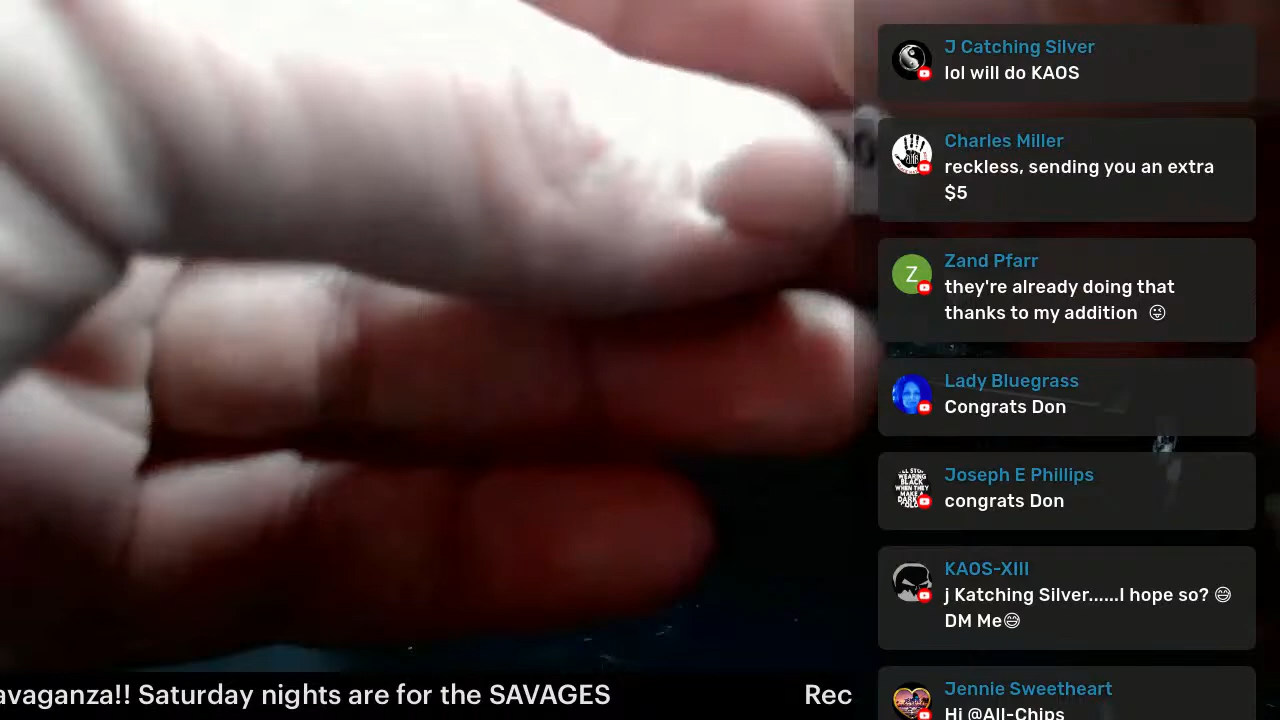 J Catching Silver
lol will do KAOS
Charles Miller
reckless, sending you an extra
$5
Zand Pfarr
Z
they're already doing that
thanks to my addition 😜
Lady Bluegrass
Congrats Don
Joseph E Phillips
congrats Don
KAOS-XIII
j Katching Silver......I hope so? 😅
DM Me😅
Jennie Sweetheart
Hi @All-Chips
avaganza!! Saturday nights are for the SAVAGES
Rec